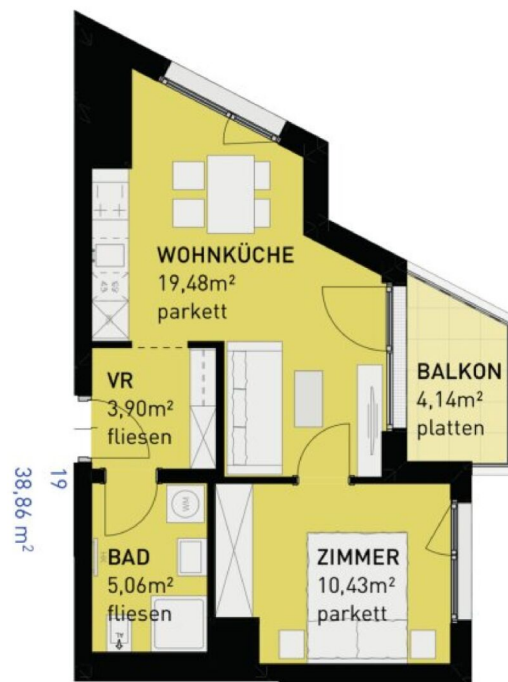 WOHNKÜCHE
19,48m²
parkett
BALKON
4,14m²
platten
VR
3,90m²
fliesen
19
38,86 m²
WM
BAD
5,06m²
fliesen
ZIMMER
10,43m²
parkett